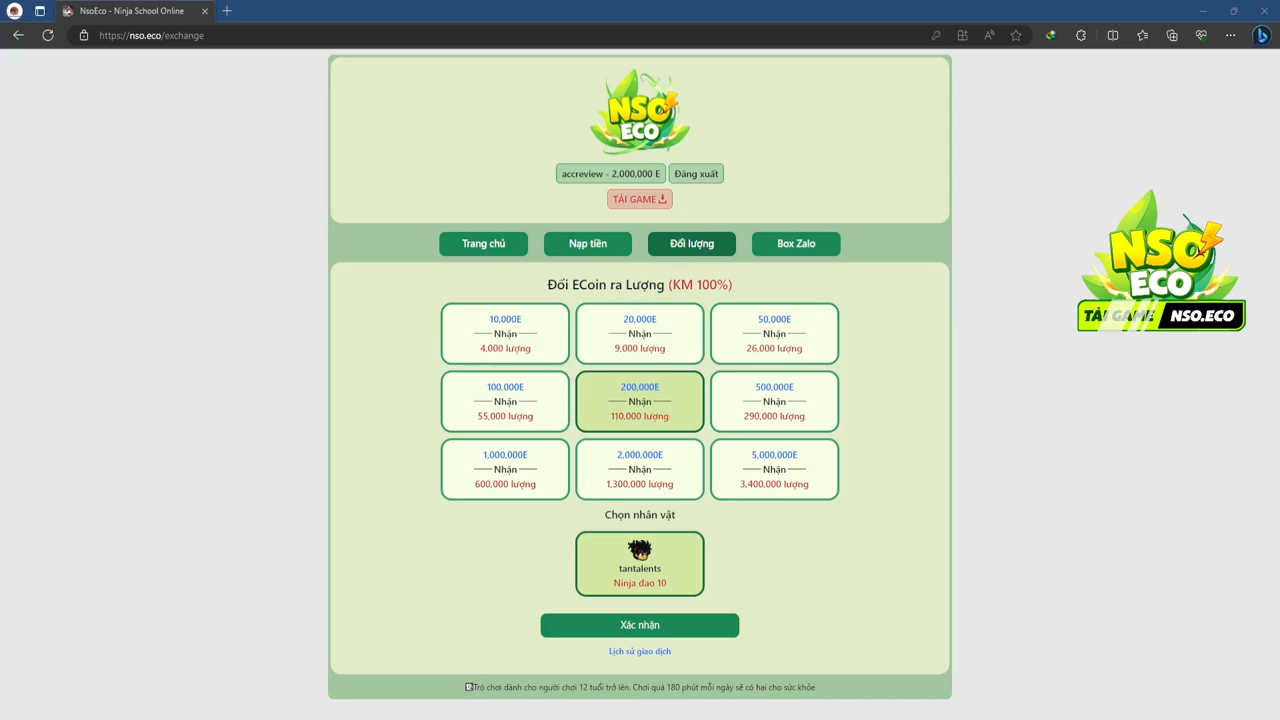 NsoEco - Ninja School Online
https://nso.eco/exchange
NSO
ECO
accreview - 2,000,000 E
Đăng xuất
TẢI GAME
Trang chủ
Nạp tiền
Đổi lượng
Box Zalo
Đổi ECoin ra Lượng (KM 100%)
10,000E
Nhận
4,000 lượng
20,000E
Nhận
9,000 lượng
50,000E
Nhận
26,000 lượng
100,000E
Nhận
55,000 lượng
200,000E
Nhận
110,000 lượng
500,000E
Nhận
290,000 lượng
1,000,000E
Nhận
600,000 lượng
2,000,000E
Nhận
1,300,000 lượng
5,000,000E
Nhận
3,400,000 lượng
Chọn nhân vật
tantalents
Ninja đao 10
Xác nhận
Lịch sử giao dịch
Trò chơi dành cho người chơi 12 tuổi trở lên. Chơi quá 180 phút mỗi ngày sẽ có hại cho sức khỏe
NSO
ECO
TẢI GAME NSO.ECO